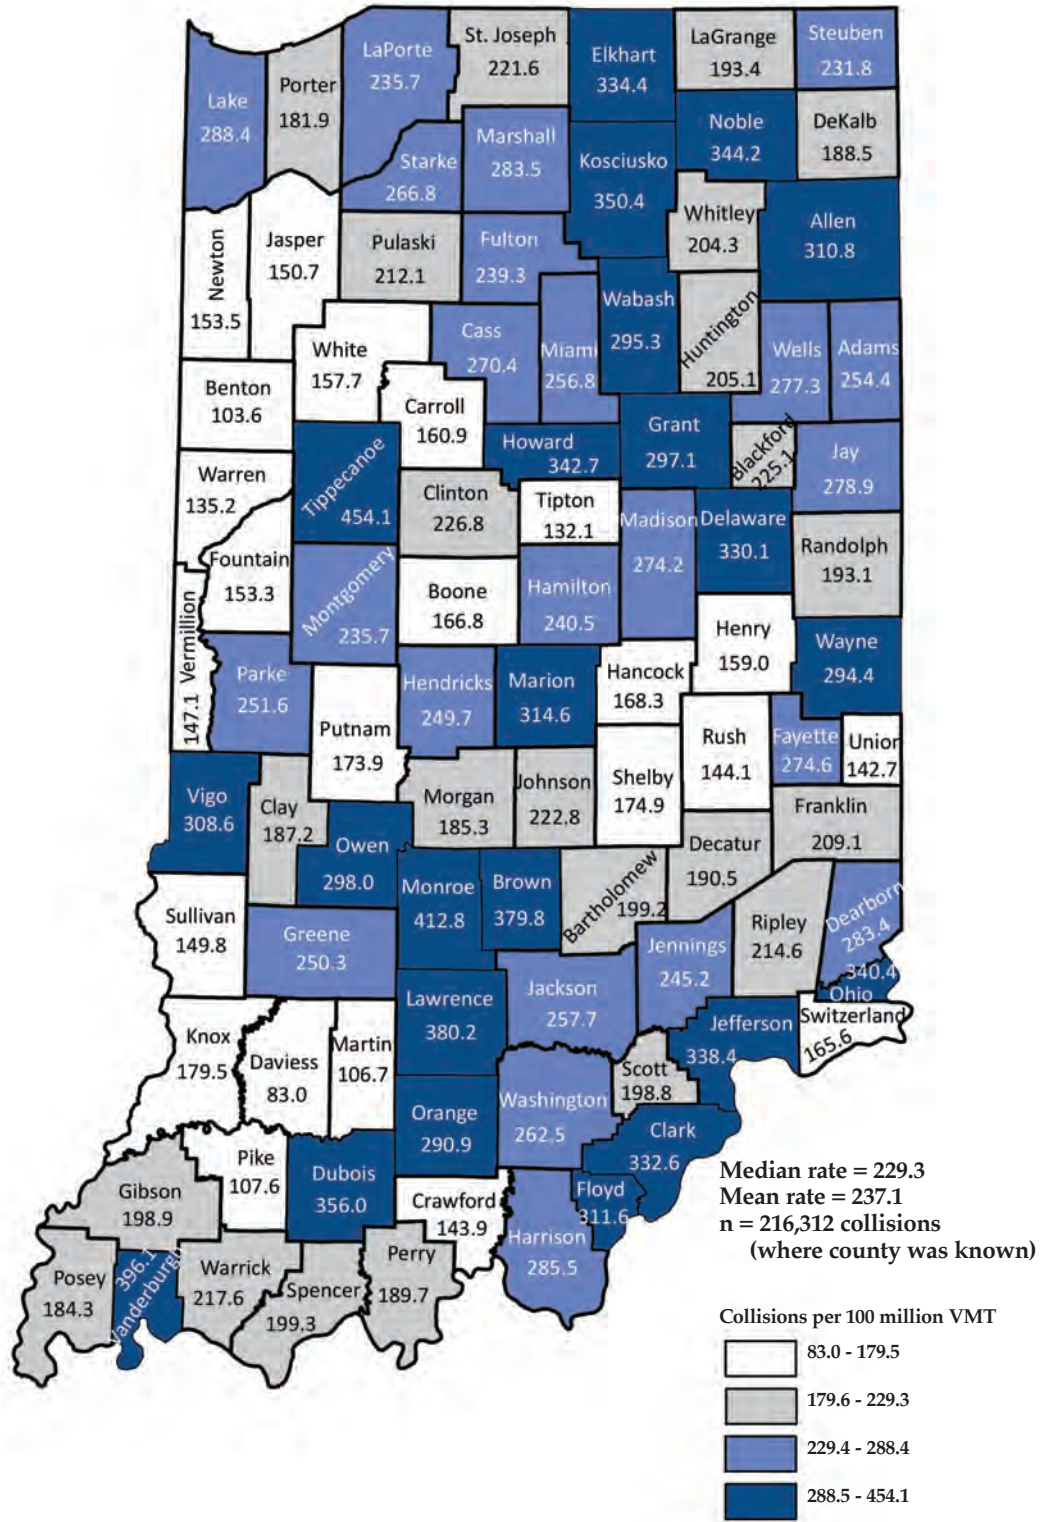 St. Joseph
221.6
LaPorte
235.7
Elkhart
334.4
LaGrange
193.4
Steuben
231.8
Lake
288.4
Porter
181.9
Starke
266.8
Marshall
283.5
Kosciusko
350.4
Noble
344.2
DeKalb
188.5
Newton
153.5
Jasper
150.7
Pulaski
212.1
Fulton
239.3
Whitley
204.3
Allen
310.8
White
157.7
Cass
270.4
Miami
256.8
Wabash
295.3
Huntington
205.1
Wells
277.3
Adams
254.4
Benton
103.6
Carroll
160.9
Howard
342.7
Grant
297.1
Blackford
225.1
Jay
278.9
Warren
135.2
Tippecanoe
454.1
Clinton
226.8
Tipton
132.1
Madison
274.2
Delaware
330.1
Randolph
193.1
Fountain
153.3
Montgomery
235.7
Boone
166.8
Hamilton
240.5
Henry
159.0
Wayne
294.4
Vermillion
147.1
Parke
251.6
Putnam
173.9
Hendricks
249.7
Marion
314.6
Hancock
168.3
Rush
144.1
Fayette
274.6
Union
142.7
Vigo
308.6
Clay
187.2
Morgan
185.3
Johnson
222.8
Shelby
174.9
Franklin
209.1
Owen
298.0
Monroe
412.8
Brown
379.8
Bartholomew
199.2
Decatur
190.5
Sullivan
149.8
Greene
250.3
Jennings
245.2
Ripley
214.6
Dearborn
283.4
340.4
Ohio
Lawrence
380.2
Jackson
257.7
Jefferson
338.4
Switzerland
165.6
Knox
179.5
Daviess
83.0
Martin
106.7
Scott
198.8
Orange
290.9
Washington
262.5
Clark
332.6
Pike
107.6
Dubois
356.0
Crawford
143.9
Floyd
311.6
Gibson
198.9
Harrison
285.5
Posey
184.3
396.1
Vanderburgh
Warrick
217.6
Spencer
199.3
Perry
189.7
Median rate = 229.3
Mean rate = 237.1
n = 216,312 collisions
(where county was known)
Collisions per 100 million VMT
83.0 - 179.5
179.6 - 229.3
229.4 - 288.4
288.5 - 454.1